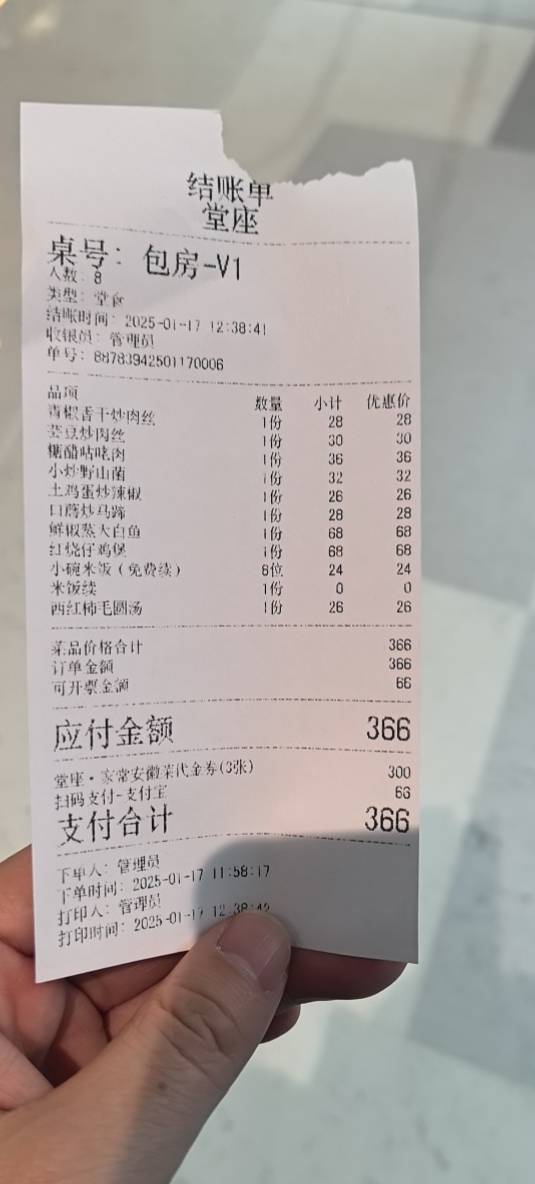 结账单
堂座
桌号：包房-V1
人数：8
类型：堂食
结账时间：2025-01-17 12:38:41
收银员：管理员
单号：88783942501170006
品项 数量 小计 优惠价
青椒香干炒肉丝 1份 28 28
芸豆炒肉丝 1份 30 30
糖醋咕咾肉 1份 36 36
小炒野山菌 1份 32 32
土鸡蛋炒辣椒 1份 26 26
口蘑炒马蹄 1份 28 28
鲜椒蒸大白鱼 1份 68 68
红烧仔鸡煲 1份 68 68
小碗米饭（免费续） 8位 24 24
米饭续 1份 0 0
西红柿毛圆汤 1份 26 26
菜品价格合计 366
订单金额 366
可开票金额 66
应付金额 366
堂座·家常安徽菜代金券(3张) 300
扫码支付-支付宝 66
支付合计 366
下单人：管理员
下单时间：2025-01-17 11:58:17
打印人：管理员
打印时间：2025-01-17 12:38:42